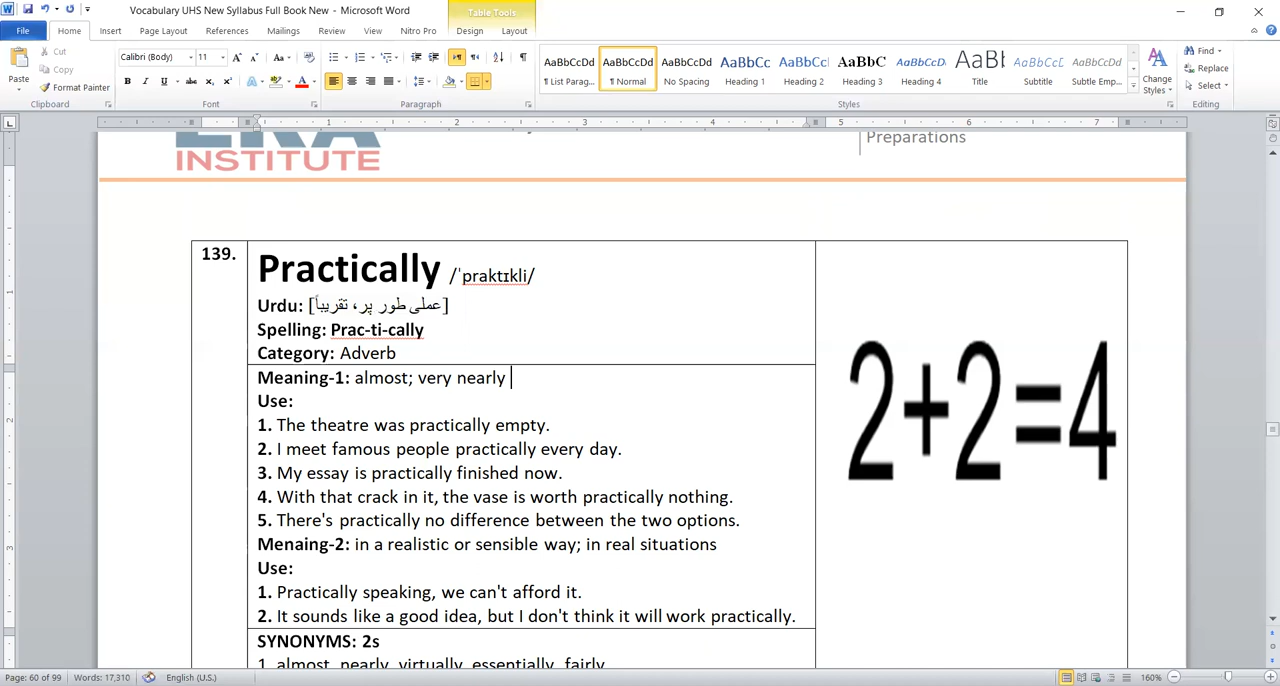 Vocabulary UHS New Syllabus Full Book New - Microsoft Word
Table Tools
File Home Insert Page Layout References Mailings Review View Nitro Pro Design Layout
Paste
Cut
Copy
Format Painter
Clipboard
Calibri (Body) 11
Font
Paragraph
AaBbCcDd AaBbCcDd AaBbCcDd AaBbCc AaBbCc AaBbC AaBbCcDd AaBl AaBbCcL AaBbCcDd
¶ List Parag... ¶ Normal No Spacing Heading 1 Heading 2 Heading 3 Heading 4 Title Subtitle Subtle Emp...
Styles
Change Styles
Find
Replace
Select
Editing
INSTITUTE
Preparations
139.
Practically /ˈpraktɪkli/
Urdu: [عملی طور پر، تقریباً]
Spelling: Prac-ti-cally
Category: Adverb
Meaning-1: almost; very nearly
Use:
1. The theatre was practically empty.
2. I meet famous people practically every day.
3. My essay is practically finished now.
4. With that crack in it, the vase is worth practically nothing.
5. There's practically no difference between the two options.
Menaing-2: in a realistic or sensible way; in real situations
Use:
1. Practically speaking, we can't afford it.
2. It sounds like a good idea, but I don't think it will work practically.
SYNONYMS: 2s
1. almost, nearly, virtually, essentially, fairly
2+2=4
Page: 60 of 99 Words: 17,310 English (U.S.) 160%